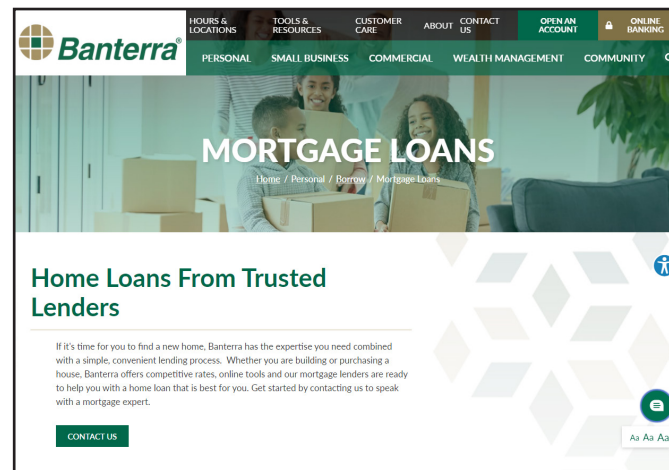 Banterra®
HOURS &
LOCATIONS
TOOLS &
RESOURCES
CUSTOMER
CARE
ABOUT
CONTACT
US
OPEN AN
ACCOUNT
ONLINE
BANKING
PERSONAL SMALL BUSINESS COMMERCIAL WEALTH MANAGEMENT COMMUNITY
MORTGAGE LOANS
Home / Personal / Borrow / Mortgage Loans
Home Loans From Trusted
Lenders
If it's time for you to find a new home, Banterra has the expertise you need combined
with a simple, convenient lending process. Whether you are building or purchasing a
house, Banterra offers competitive rates, online tools and our mortgage lenders are ready
to help you with a home loan that is best for you. Get started by contacting us to speak
with a mortgage expert.
CONTACT US
Aa Aa Aa